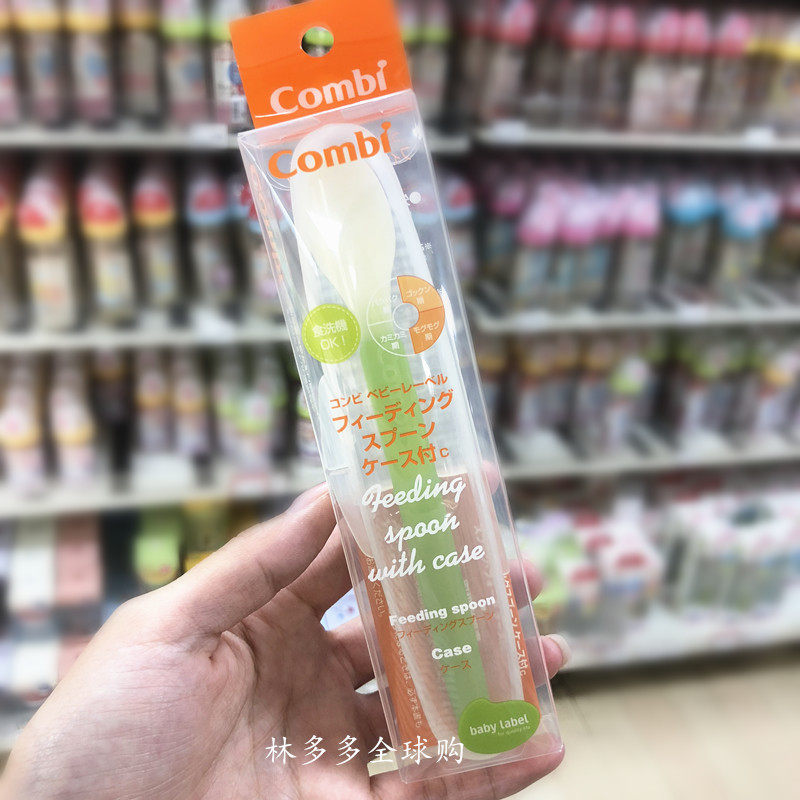 Combi
Combi
食洗機
OK!
ゴックン
期
モグモグ
期
カミカミ
期
コンビ ベビーレーベル
フィーディング
スプーン
ケース付 c
Feeding
spoon
with case
Feeding spoon
フィーディングスプーン
Case
ケース
baby label
林多多全球购